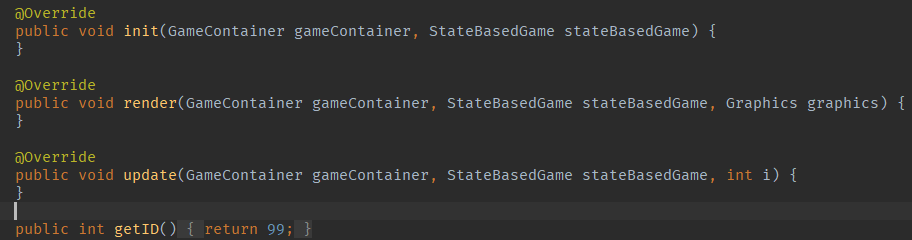 @Override
public void init(GameContainer gameContainer, StateBasedGame stateBasedGame) {
}
@Override
public void render(GameContainer gameContainer, StateBasedGame stateBasedGame, Graphics graphics) {
}
@Override
public void update(GameContainer gameContainer, StateBasedGame stateBasedGame, int i) {
}
public int getID() { return 99; }